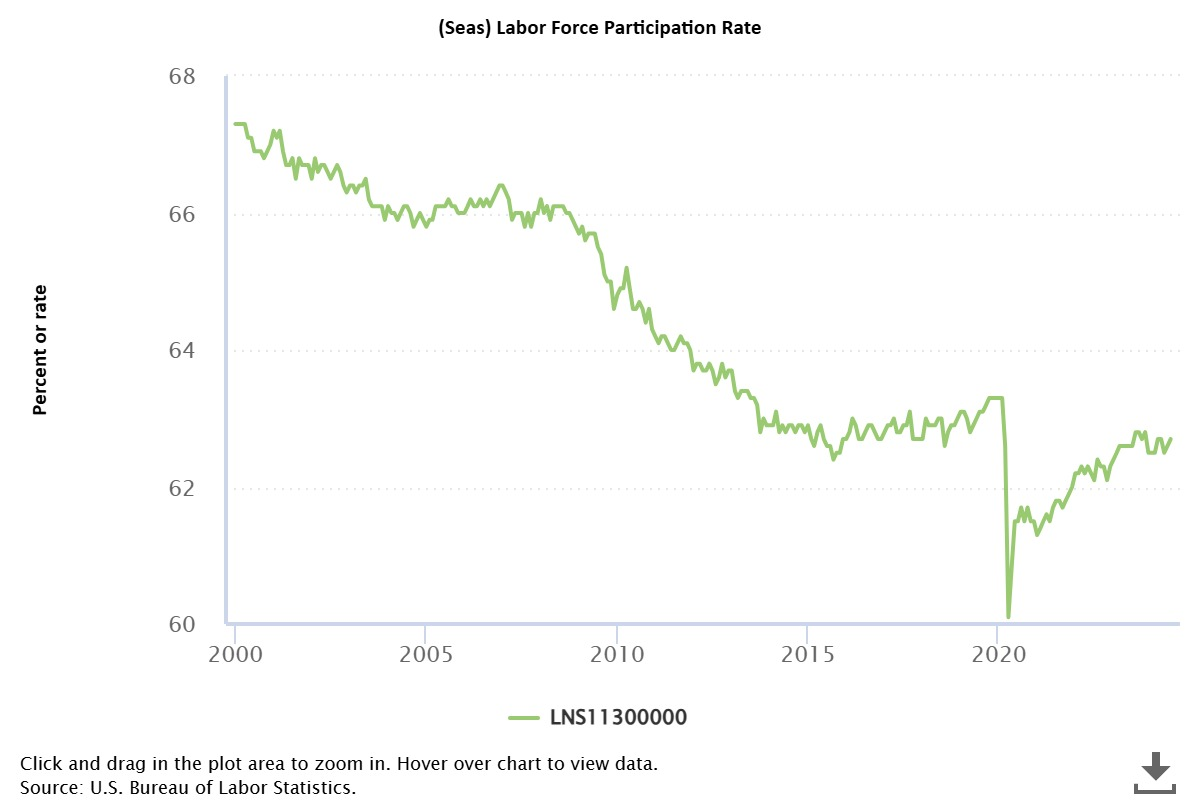 (Seas) Labor Force Participation Rate
68
66
64
62
60
Percent or rate
2000 2005 2010 2015 2020
LNS11300000
Click and drag in the plot area to zoom in. Hover over chart to view data.
Source: U.S. Bureau of Labor Statistics.